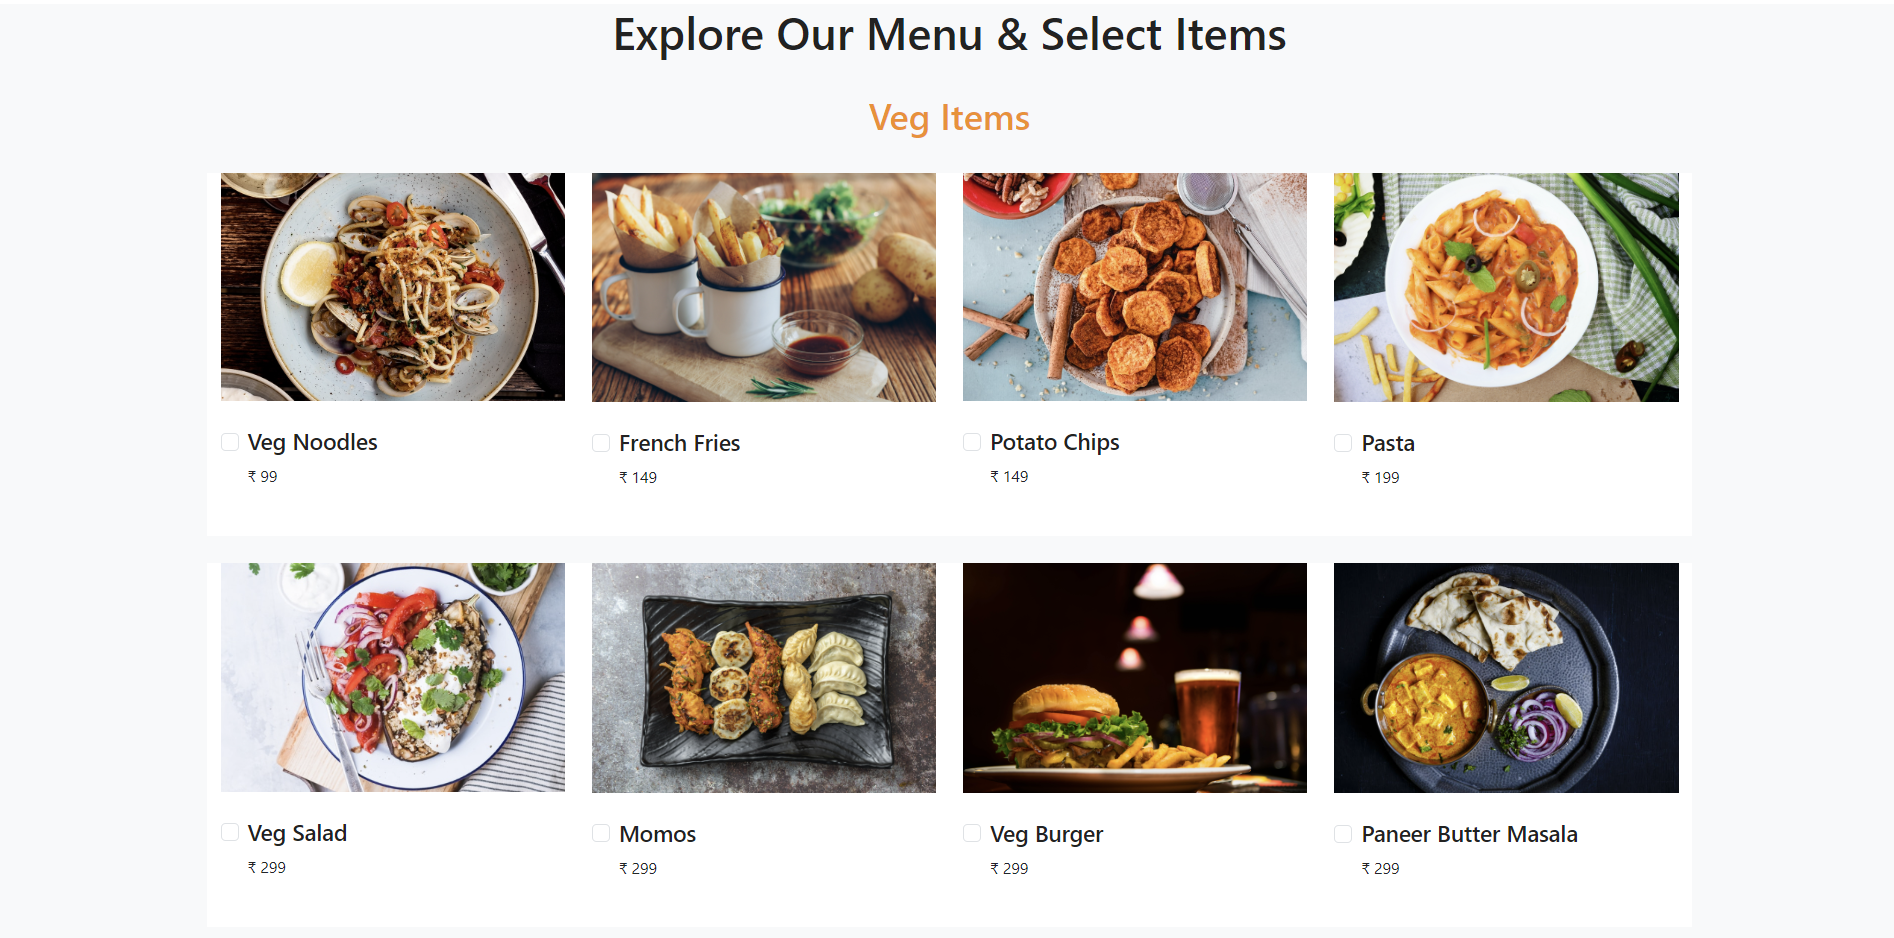 Explore Our Menu & Select Items
Veg Items
Veg Noodles
₹ 99
French Fries
₹ 149
Potato Chips
₹ 149
Pasta
₹ 199
Veg Salad
₹ 299
Momos
₹ 299
Veg Burger
₹ 299
Paneer Butter Masala
₹ 299